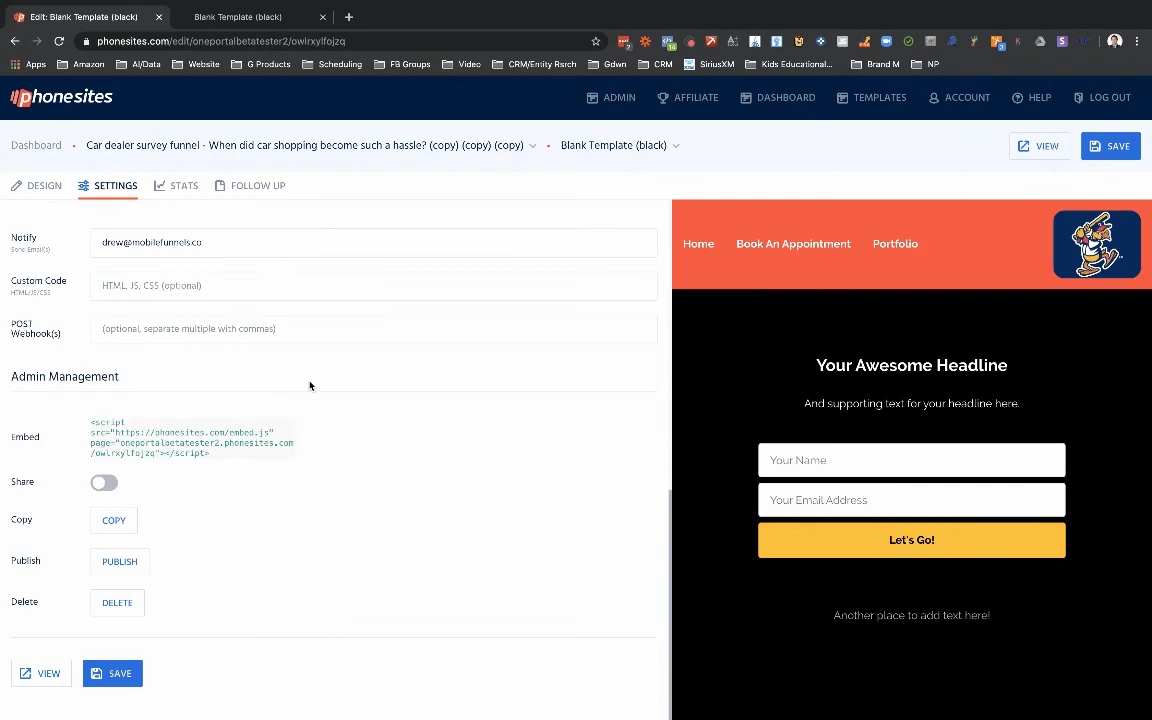 Edit: Blank Template (black)
Blank Template (black)
phonesites.com/edit/oneportalbetatester2/owlrxylfojzq
Apps
Amazon
AI/Data
Website
G Products
Scheduling
FB Groups
Video
CRM/Entity Rsrch
Gdwn
CRM
SiriusXM
Kids Educational...
Brand M
NP
phonesites
ADMIN
AFFILIATE
DASHBOARD
TEMPLATES
ACCOUNT
HELP
LOG OUT
Dashboard • Car dealer survey funnel - When did car shopping become such a hassle? (copy) (copy) (copy) • Blank Template (black)
VIEW
SAVE
DESIGN
SETTINGS
STATS
FOLLOW UP
Notify
Send Email(s)
drew@mobilefunnels.co
Custom Code
HTML/JS/CSS
HTML, JS, CSS (optional)
POST
Webhook(s)
(optional, separate multiple with commas)
Admin Management
Embed
<script
src="https://phonesites.com/embed.js"
page="oneportalbetatester2.phonesites.com
/owlrxylfojzq"></script>
Share
Copy
COPY
Publish
PUBLISH
Delete
DELETE
VIEW
SAVE
Home
Book An Appointment
Portfolio
Your Awesome Headline
And supporting text for your headline here.
Your Name
Your Email Address
Let's Go!
Another place to add text here!